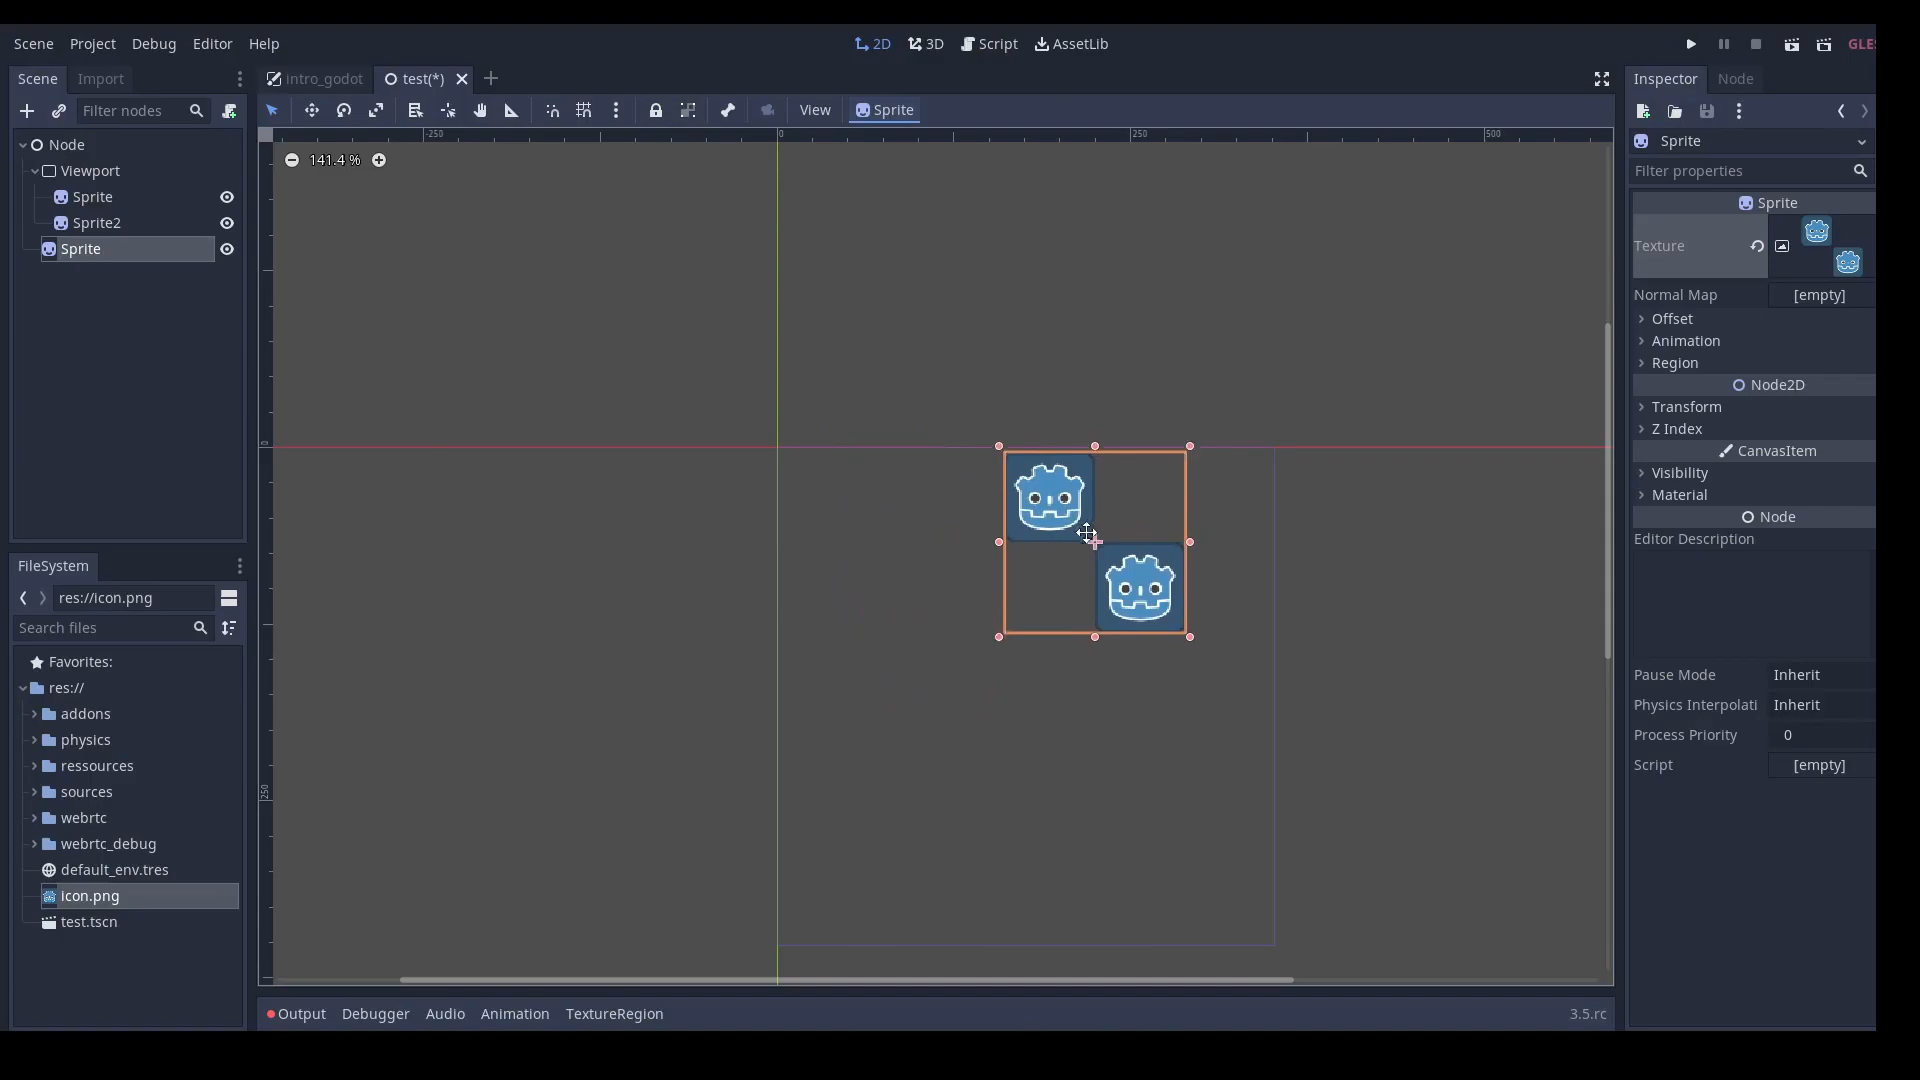 Scene Project Debug Editor Help 2D 3D Script AssetLib
Scene Import intro_godot test(*) Inspector Node
Filter nodes View Sprite
Node
Viewport
Sprite
Sprite2
Sprite
-250 0 250 500
141.4 %
0
250
Sprite
Filter properties
Sprite
Texture
Normal Map [empty]
Offset
Animation
Region
Node2D
Transform
Z Index
CanvasItem
Visibility
Material
Node
Editor Description
Pause Mode Inherit
Physics Interpolati Inherit
Process Priority 0
Script [empty]
FileSystem
res://icon.png
Search files
Favorites:
res://
addons
physics
ressources
sources
webrtc
webrtc_debug
default_env.tres
icon.png
test.tscn
Output Debugger Audio Animation TextureRegion 3.5.rc